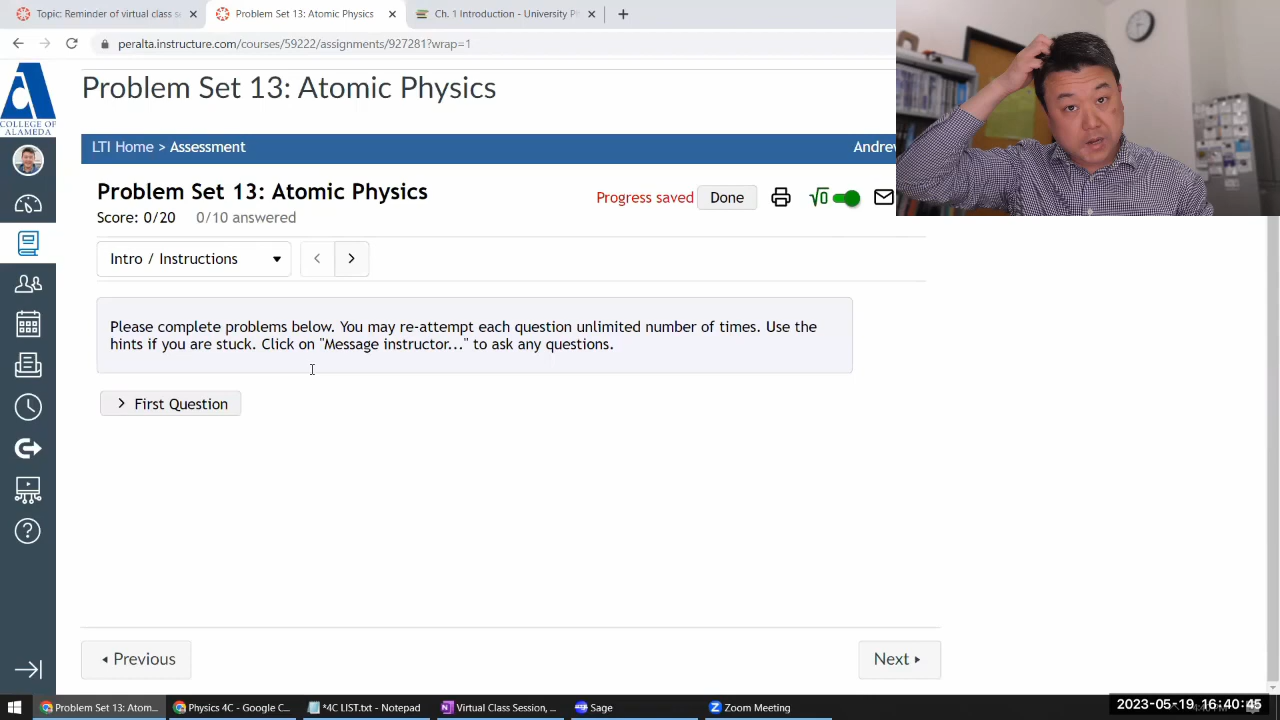 Topic: Reminder of virtual class s
Problem Set 13: Atomic Physics
Ch. 1 Introduction - University Ph
peralta.instructure.com/courses/59222/assignments/927281?wrap=1
COLLEGE OF
ALAMEDA
Problem Set 13: Atomic Physics
LTI Home > Assessment
Andrew
Problem Set 13: Atomic Physics
Progress saved
Done
√0
Score: 0/20
0/10 answered
Intro / Instructions
Please complete problems below. You may re-attempt each question unlimited number of times. Use the
hints if you are stuck. Click on "Message instructor..." to ask any questions.
First Question
Previous
Next
Problem Set 13: Atom...
Physics 4C - Google C...
*4C LIST.txt - Notepad
Virtual Class Session, ...
Sage
Zoom Meeting
2023-05-19 16:40:45